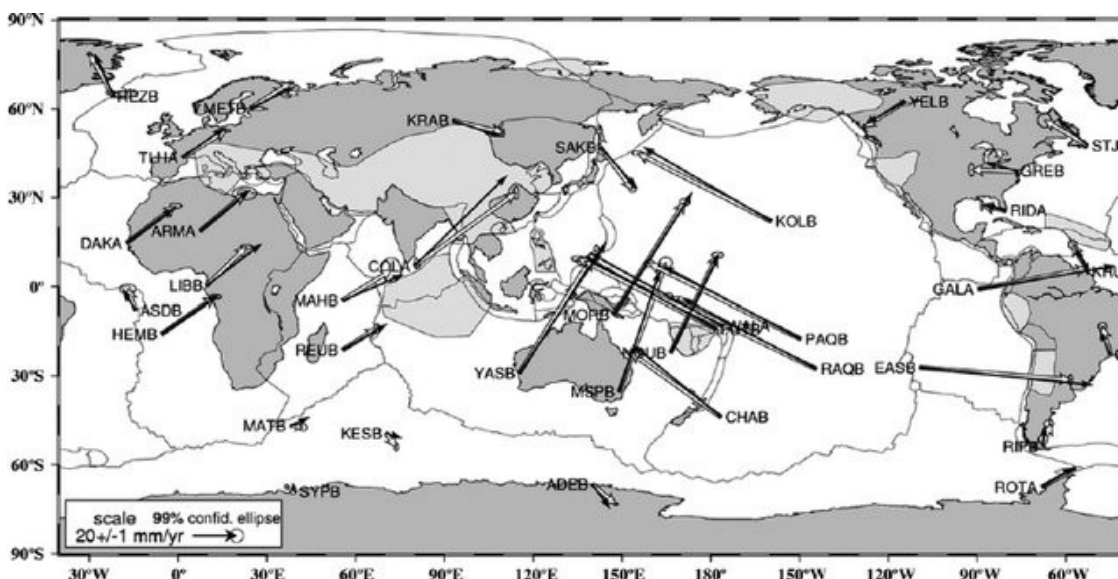 90°N
60°N
30°N
0°
30°S
60°S
90°S
METB
YELB
KRAB
SAKB
STJ
TLHA
GREB
KOLB
RIDA
DAKA
ARMA
COLA
LIBB
MAHB
GALA
KRU
ASDB
HEMB
MORB
REUB
PAQB
YASB
RAQB
EASB
MSPB
CHAB
MATB
KESB
SYPB
ADEB
ROTA
scale 99% confid. ellipse
20+/-1 mm/yr
30°W 0° 30°E 60°E 90°E 120°E 150°E 180° 150°W 120°W 90°W 60°W